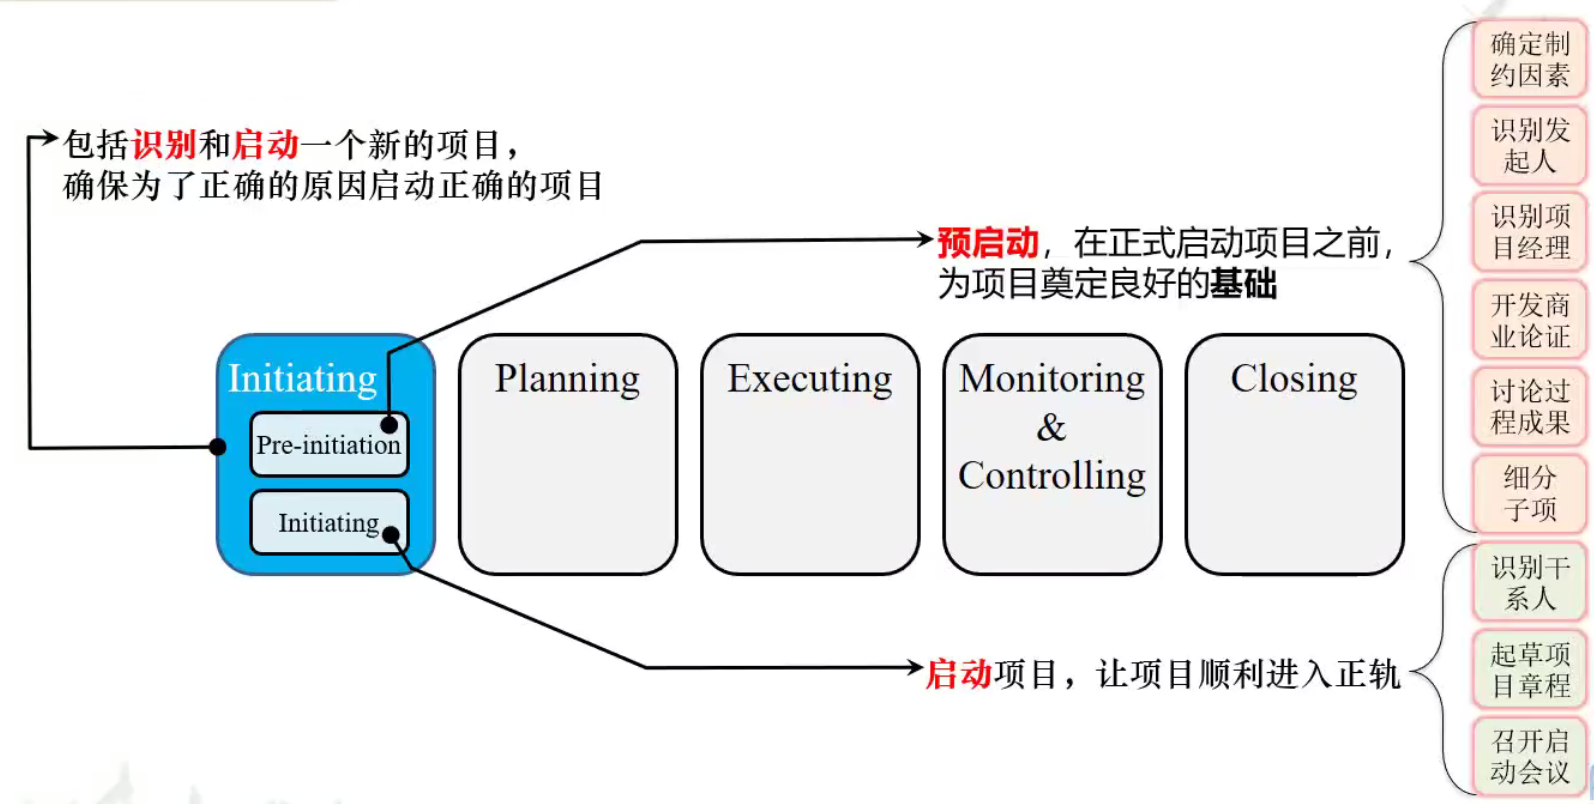 包括识别和启动一个新的项目，
确保为了正确的原因启动正确的项目
预启动，在正式启动项目之前，
为项目奠定良好的基础
Initiating
Pre-initiation
Initiating
Planning
Executing
Monitoring
&
Controlling
Closing
启动项目，让项目顺利进入正轨
确定制
约因素
识别发
起人
识别项
目经理
开发商
业论证
讨论过
程成果
细分
子项
识别干
系人
起草项
目章程
召开启
动会议